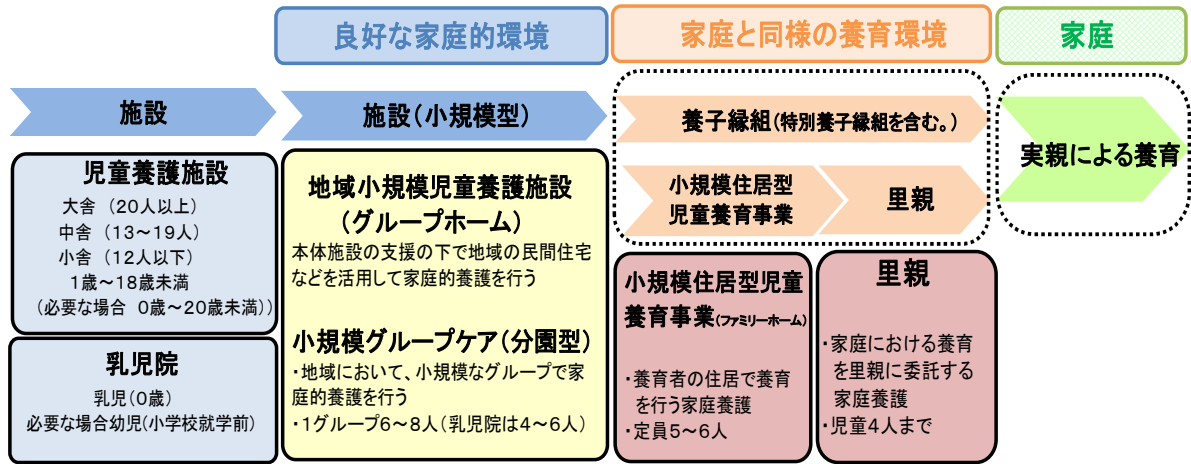 良好な家庭的環境
家庭と同様の養育環境
家庭
施設
施設(小規模型)
養子縁組(特別養子縁組を含む。)
小規模住居型
児童養育事業
里親
実親による養育
児童養護施設
大舎 (20人以上)
中舎 (13~19人)
小舎 (12人以下)
1歳~18歳未満
(必要な場合 0歳~20歳未満))
乳児院
乳児(0歳)
必要な場合幼児(小学校就学前)
地域小規模児童養護施設
(グループホーム)
本体施設の支援の下で地域の民間住宅
などを活用して家庭的養護を行う
小規模グループケア(分園型)
・地域において、小規模なグループで家
庭的養護を行う
・1グループ6~8人(乳児院は4~6人)
小規模住居型児童
養育事業(ファミリーホーム)
・養育者の住居で養育
を行う家庭養護
・定員5~6人
里親
・家庭における養育
を里親に委託する
家庭養護
・児童4人まで